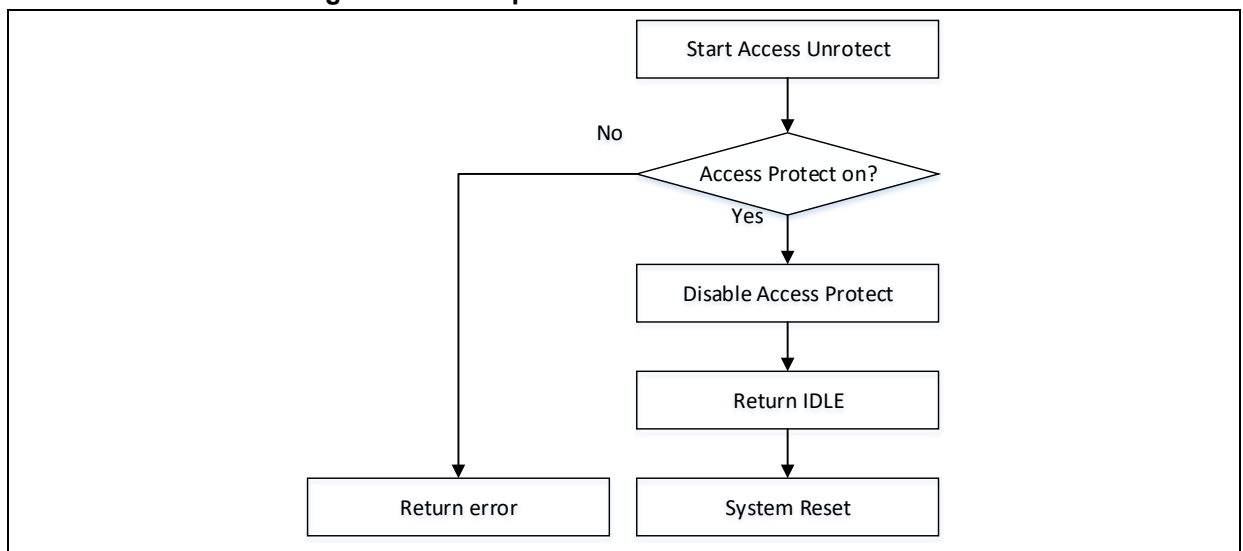 Start Access Unrotect
No
Access Protect on?
Yes
Disable Access Protect
Return IDLE
Return error
System Reset